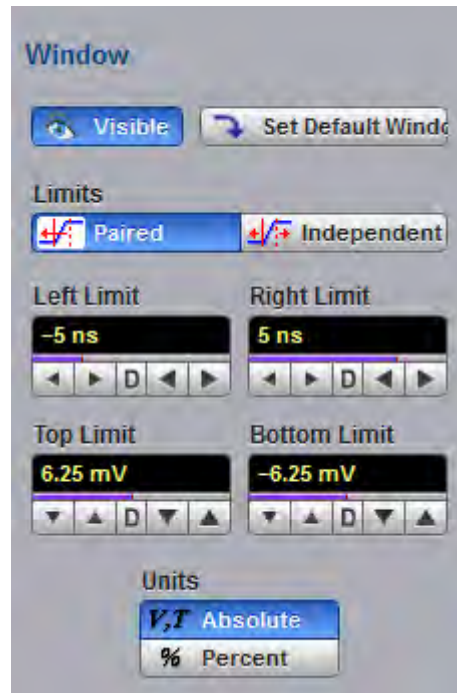 Window
Visible Set Default Windo
Limits
Paired Independent
Left Limit Right Limit
–5 ns 5 ns
D D
Top Limit Bottom Limit
6.25 mV –6.25 mV
D D
Units
V,T Absolute
% Percent